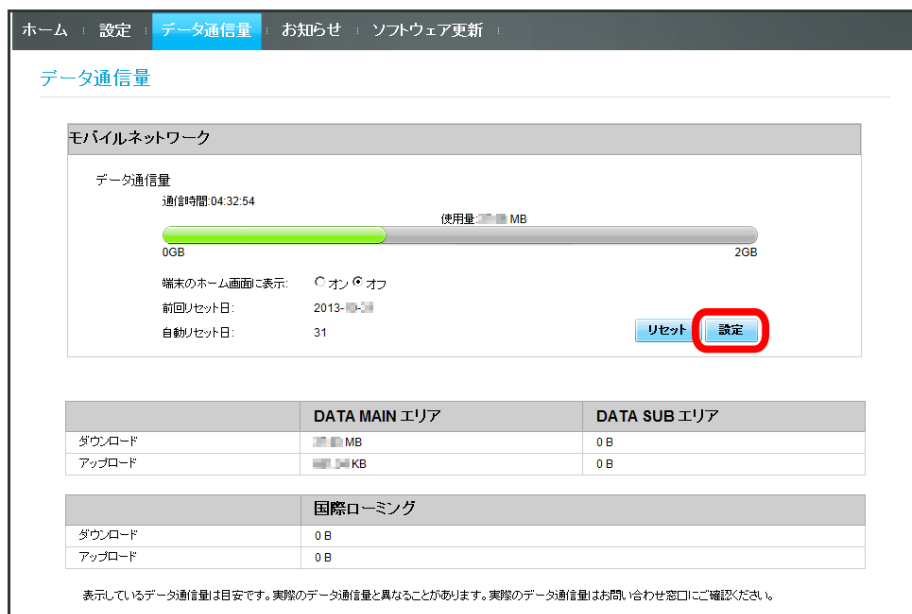 ホーム 設定 データ通信量 お知らせ ソフトウェア更新
データ通信量
モバイルネットワーク
データ通信量
通信時間:04:32:54
使用量: MB
0GB 2GB
端末のホーム画面に表示: オン オフ
前回リセット日: 2013-
自動リセット日: 31
リセット 設定
DATA MAIN エリア DATA SUB エリア
ダウンロード MB 0 B
アップロード KB 0 B
国際ローミング
ダウンロード 0 B
アップロード 0 B
表示しているデータ通信量は目安です。実際のデータ通信量と異なることがあります。実際のデータ通信量はお問い合わせ窓口にご確認ください。